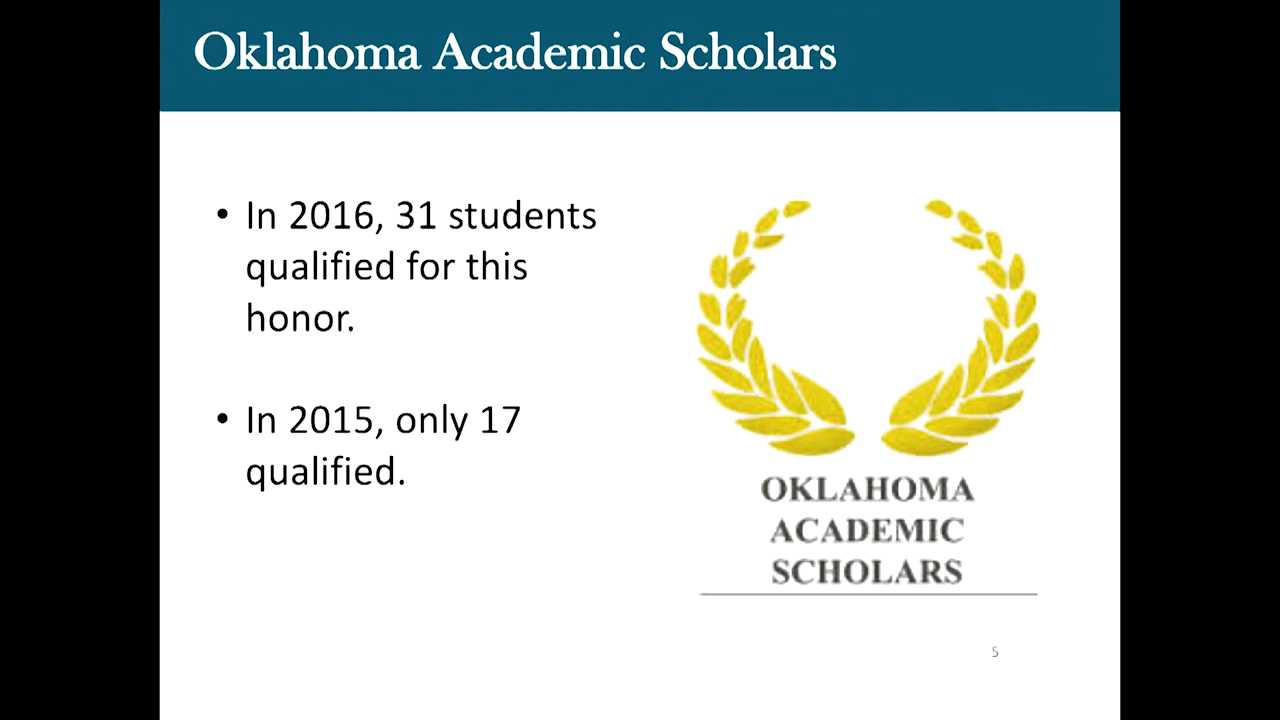 Oklahoma Academic Scholars
• In 2016, 31 students
qualified for this
honor.
• In 2015, only 17
qualified.
OKLAHOMA
ACADEMIC
SCHOLARS
5